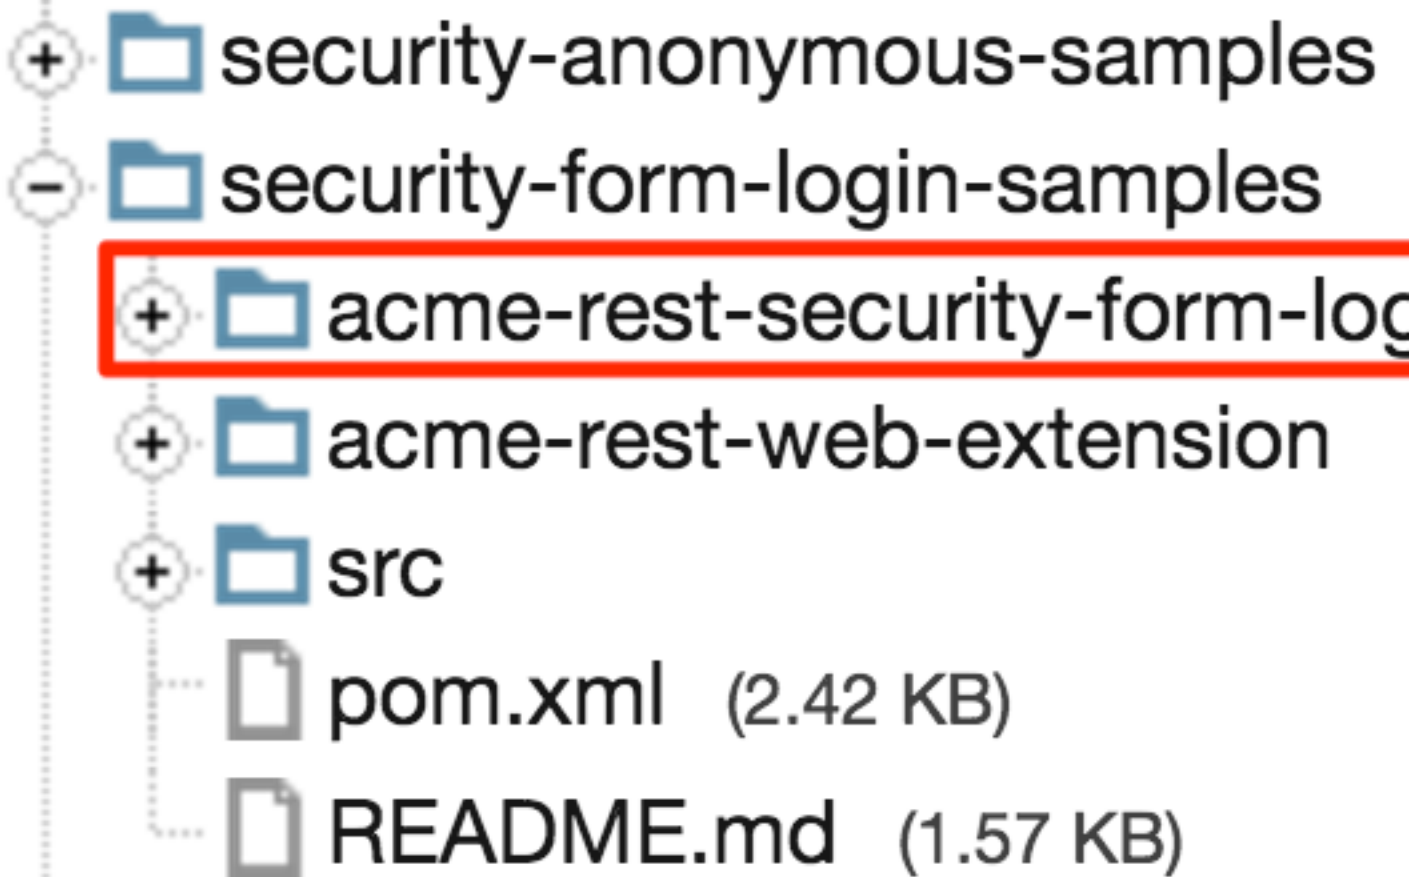 security-anonymous-samples
security-form-login-samples
acme-rest-security-form-log
acme-rest-web-extension
src
pom.xml (2.42 KB)
README.md (1.57 KB)